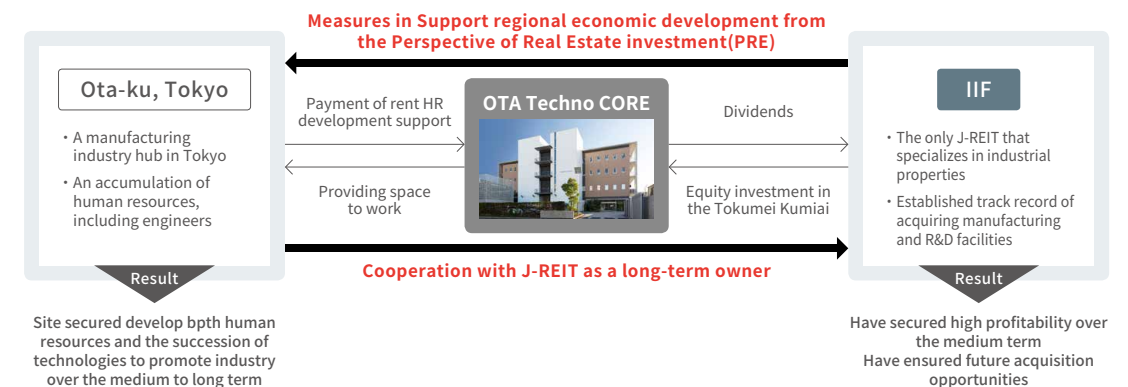 Measures in Support regional economic development from
the Perspective of Real Estate investment(PRE)
Ota-ku, Tokyo
・A manufacturing
industry hub in Tokyo
・An accumulation of
human resources,
including engineers
Result
Site secured develop bpth human
resources and the succession of
technologies to promote industry
over the medium to long term
Payment of rent HR
development support
Providing space
to work
OTA Techno CORE
Dividends
Equity investment in
the Tokumei Kumiai
Cooperation with J-REIT as a long-term owner
IIF
・The only J-REIT that
specializes in industrial
properties
・Established track record of
acquiring manufacturing
and R&D facilities
Result
Have secured high profitability over
the medium term
Have ensured future acquisition
opportunities